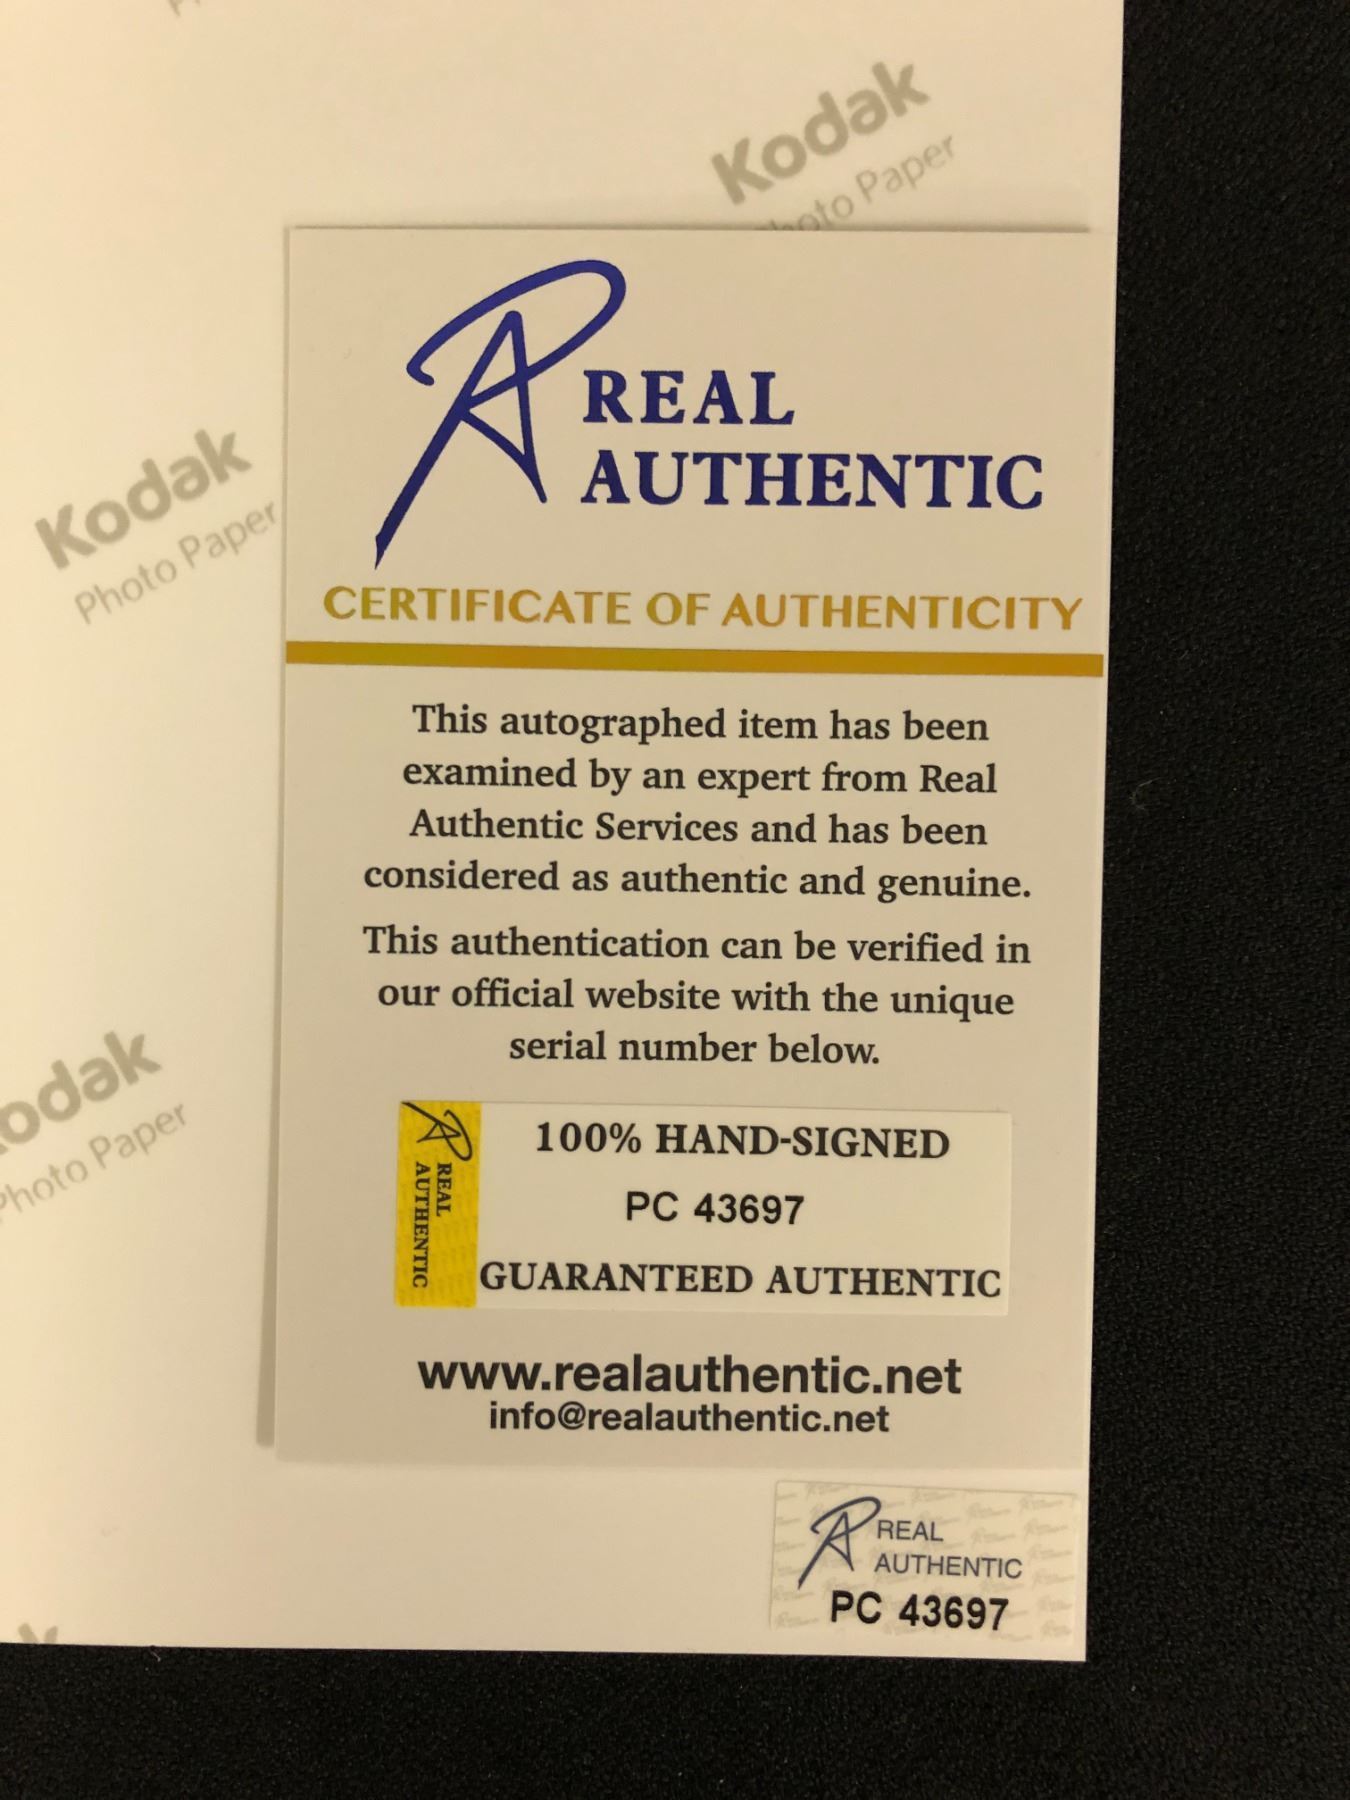 Kodak
Photo Paper
REAL
AUTHENTIC
Kodak
Photo Paper
CERTIFICATE OF AUTHENTICITY
This autographed item has been
examined by an expert from Real
Authentic Services and has been
considered as authentic and genuine.
This authentication can be verified in
our official website with the unique
serial number below.
Kodak
Photo Paper
REAL
AUTHENTIC
100% HAND-SIGNED
PC 43697
GUARANTEED AUTHENTIC
www.realauthentic.net
info@realauthentic.net
REAL
AUTHENTIC
PC 43697